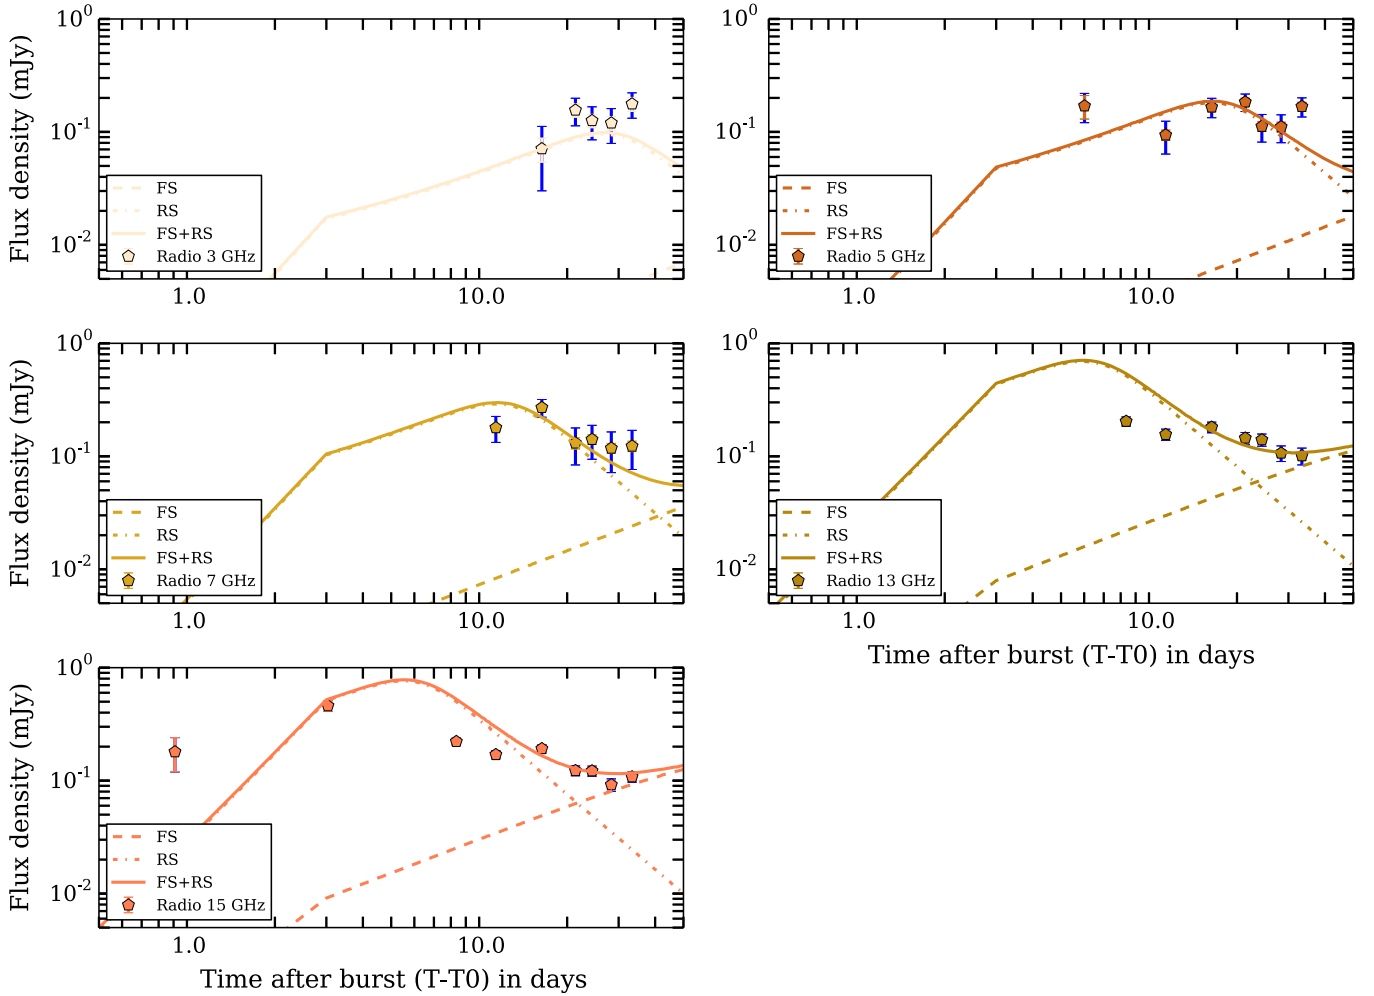 Flux density (mJy)
10^0
10^-1
10^-2
FS
RS
FS+RS
Radio 3 GHz
1.0 10.0
10^0
10^-1
10^-2
FS
RS
FS+RS
Radio 5 GHz
1.0 10.0
Flux density (mJy)
10^0
10^-1
10^-2
FS
RS
FS+RS
Radio 7 GHz
1.0 10.0
10^0
10^-1
10^-2
FS
RS
FS+RS
Radio 13 GHz
1.0 10.0
Time after burst (T-T0) in days
Flux density (mJy)
10^0
10^-1
10^-2
FS
RS
FS+RS
Radio 15 GHz
1.0 10.0
Time after burst (T-T0) in days